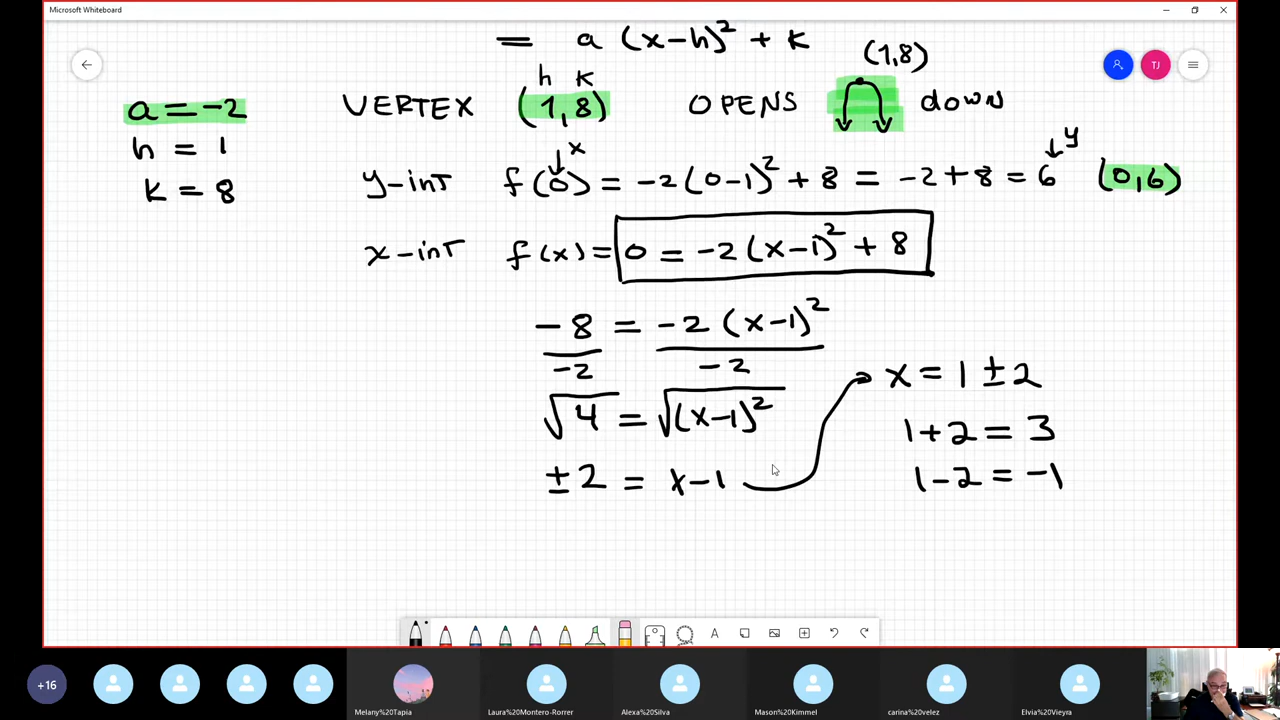 Microsoft Whiteboard
= a (x-h)² + k
(1,8)
TJ
h k
a = -2
VERTEX (1,8) OPENS down
h = 1
x
y
k = 8
y-int f(0) = -2(0-1)² + 8 = -2+8 = 6 (0,6)
x-int f(x) = 0 = -2(x-1)² + 8
-8 = -2 (x-1)²
-2 -2
√4 = √(x-1)²
±2 = x-1
x = 1 ± 2
1+2 = 3
1-2 = -1
A
+16
Melany%20Tapia
Laura%20Montero-Rorrer
Alexa%20Silva
Mason%20Kimmel
carina%20velez
Elvia%20Vieyra